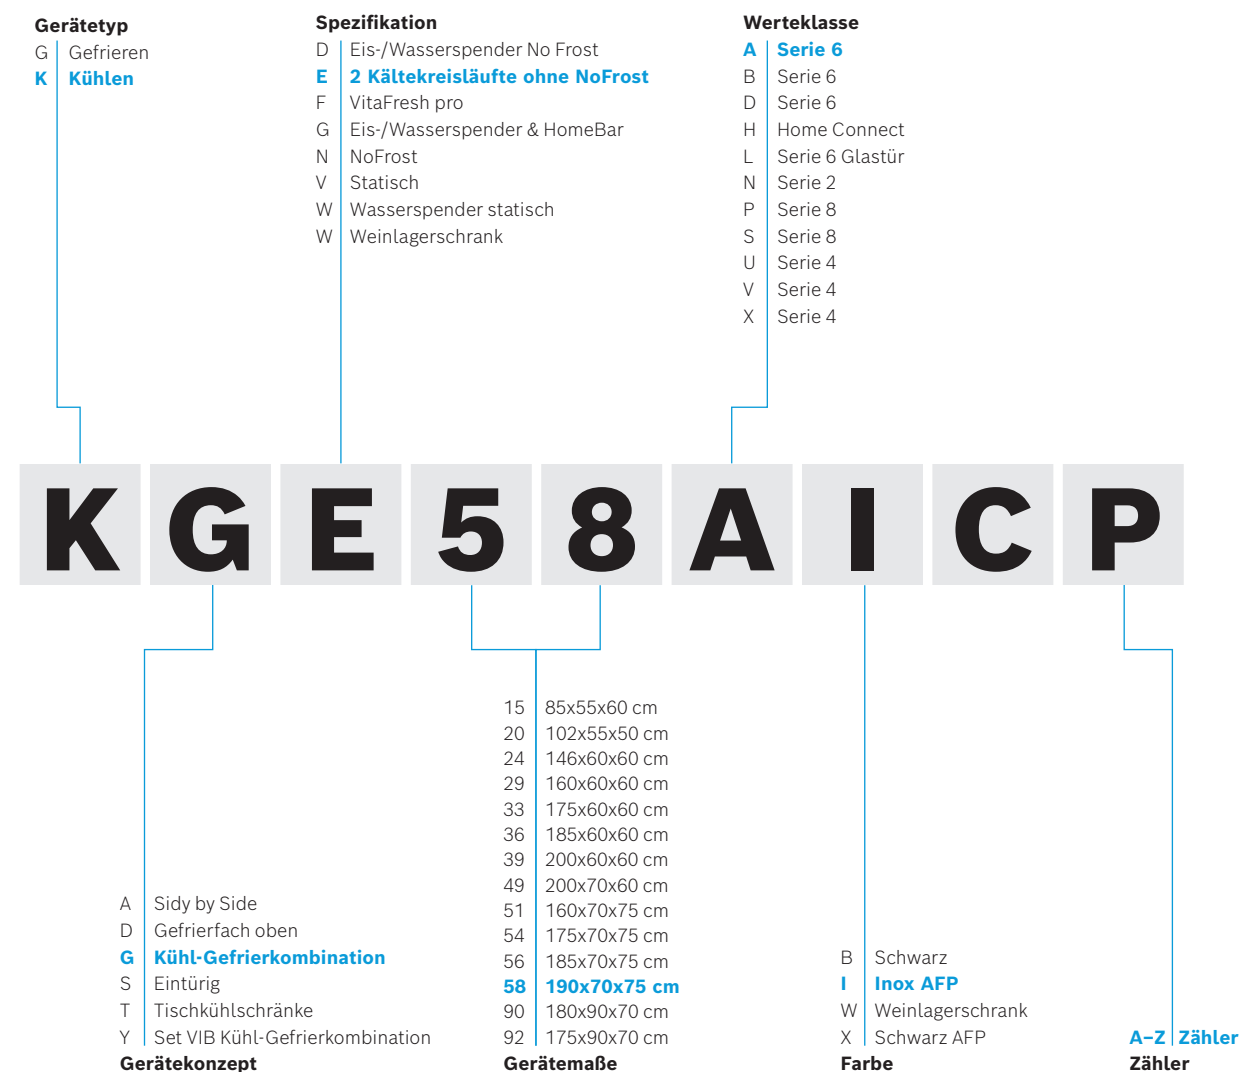 Gerätetyp
G Gefrieren
K Kühlen
Spezifikation
D Eis-/Wasserspender No Frost
E 2 Kältekreisläufte ohne NoFrost
F VitaFresh pro
G Eis-/Wasserspender & HomeBar
N NoFrost
V Statisch
W Wasserspender statisch
W Weinlagerschrank
Werteklasse
A Serie 6
B Serie 6
D Serie 6
H Home Connect
L Serie 6 Glastür
N Serie 2
P Serie 8
S Serie 8
U Serie 4
V Serie 4
X Serie 4
K G E 5 8 A I C P
A Sidy by Side
D Gefrierfach oben
G Kühl-Gefrierkombination
S Eintürig
T Tischkühlschränke
Y Set VIB Kühl-Gefrierkombination
Gerätekonzept
15 85x55x60 cm
20 102x55x50 cm
24 146x60x60 cm
29 160x60x60 cm
33 175x60x60 cm
36 185x60x60 cm
39 200x60x60 cm
49 200x70x60 cm
51 160x70x75 cm
54 175x70x75 cm
56 185x70x75 cm
58 190x70x75 cm
90 180x90x70 cm
92 175x90x70 cm
Gerätemaße
B Schwarz
I Inox AFP
W Weinlagerschrank
X Schwarz AFP
Farbe
A–Z Zähler
Zähler